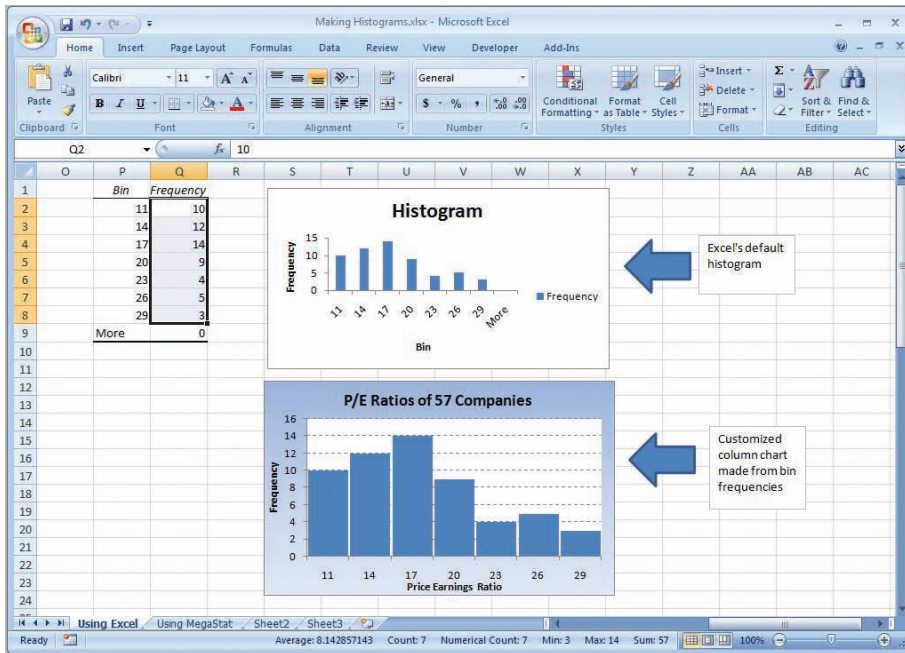 Making Histograms.xlsx - Microsoft Excel
Home Insert Page Layout Formulas Data Review View Developer Add-Ins
Paste
Calibri 11 A A
B I U A
General
$ % ,
Conditional Formatting
Format as Table
Cell Styles
Insert
Delete
Format
Σ
Sort & Filter
Find & Select
Clipboard Font Alignment Number Styles Cells Editing
Q2 fx 10
O P Q R S T U V W X Y Z AA AB AC
1 Bin Frequency
2 11 10
3 14 12
4 17 14
5 20 9
6 23 4
7 26 5
8 29 3
9 More 0
10
11
12
13
14
15
16
17
18
19
20
21
22
23
24
Histogram
Frequency
15
10
5
0
11 14 17 20 23 26 29 More
Bin
Frequency
Excel's default
histogram
P/E Ratios of 57 Companies
Frequency
16
14
12
10
8
6
4
2
0
11 14 17 20 23 26 29
Price Earnings Ratio
Customized
column chart
made from bin
frequencies
Using Excel Using MegaStat Sheet2 Sheet3
Ready Average: 8.142857143 Count: 7 Numerical Count: 7 Min: 3 Max: 14 Sum: 57 100%